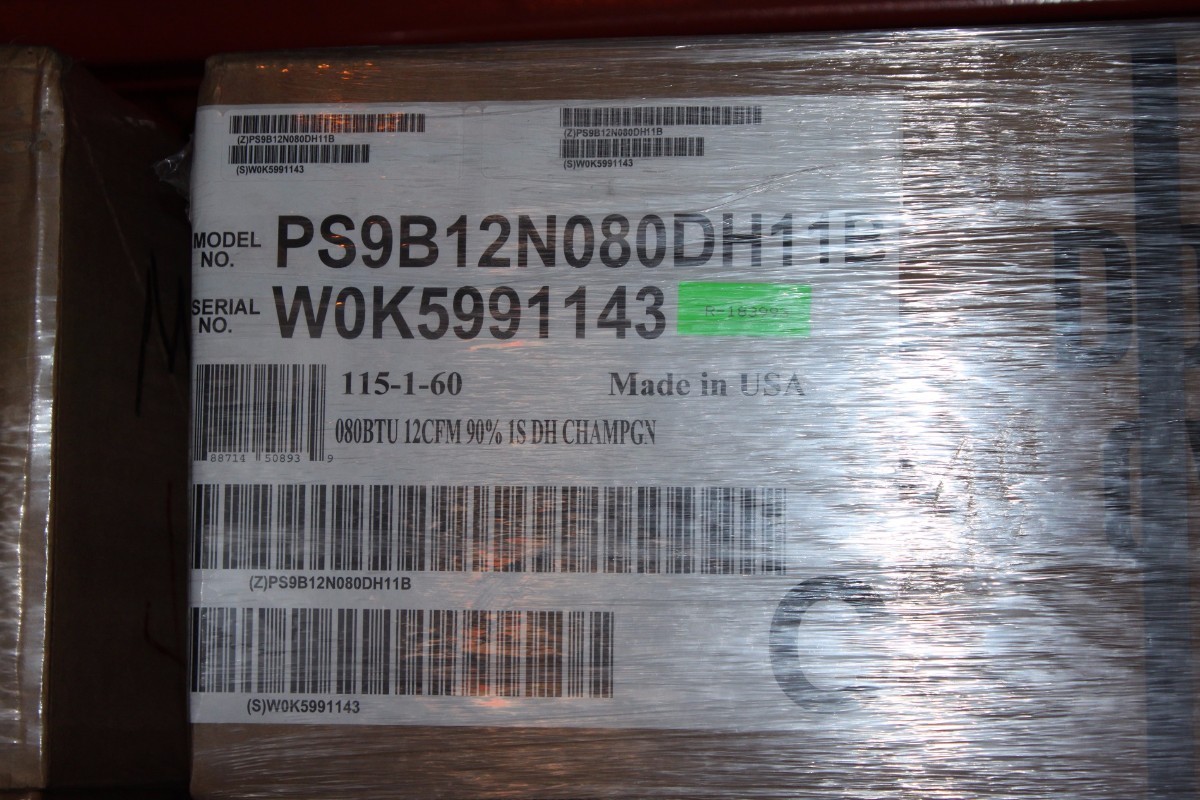 (Z)PS9B12N080DH11B
(S)W0K5991143
(Z)PS9B12N080DH11B
(S)W0K5991143
MODEL NO. PS9B12N080DH11B
SERIAL NO. W0K5991143
115-1-60 Made in USA
080BTU 12CFM 90% 1S DH CHAMPGN
88714 50893 9
(Z)PS9B12N080DH11B
(S)W0K5991143
C